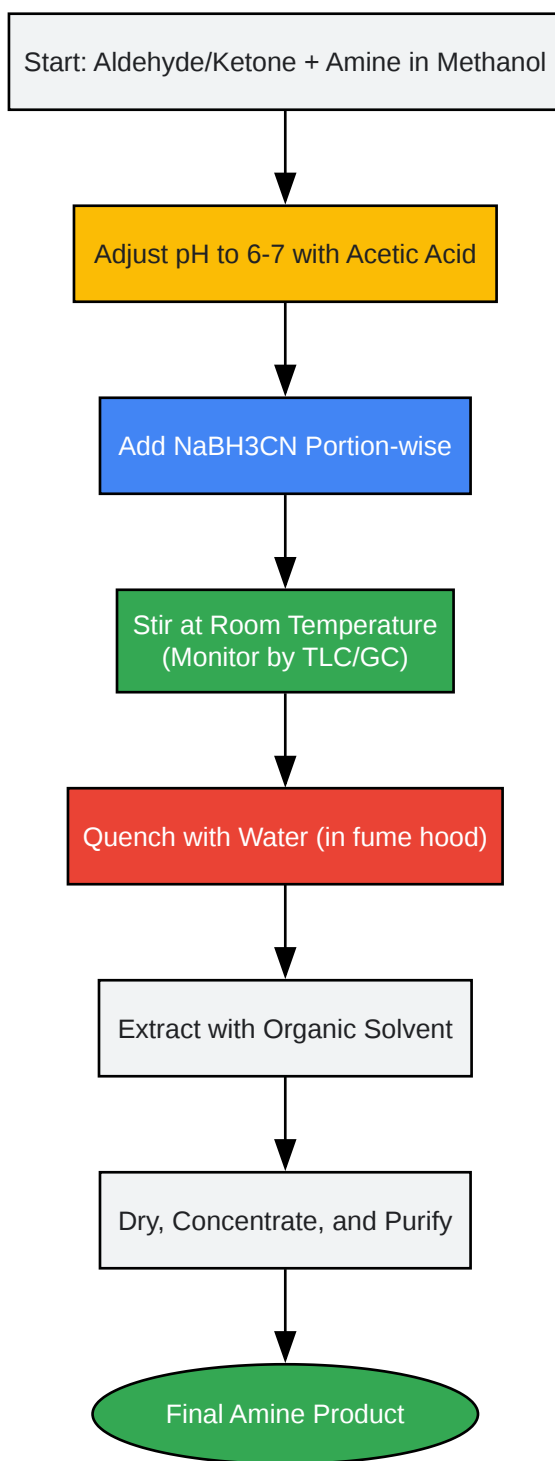 Start: Aldehyde/Ketone + Amine in Methanol
Adjust pH to 6-7 with Acetic Acid
Add NaBH3CN Portion-wise
Stir at Room Temperature
(Monitor by TLC/GC)
Quench with Water (in fume hood)
Extract with Organic Solvent
Dry, Concentrate, and Purify
Final Amine Product